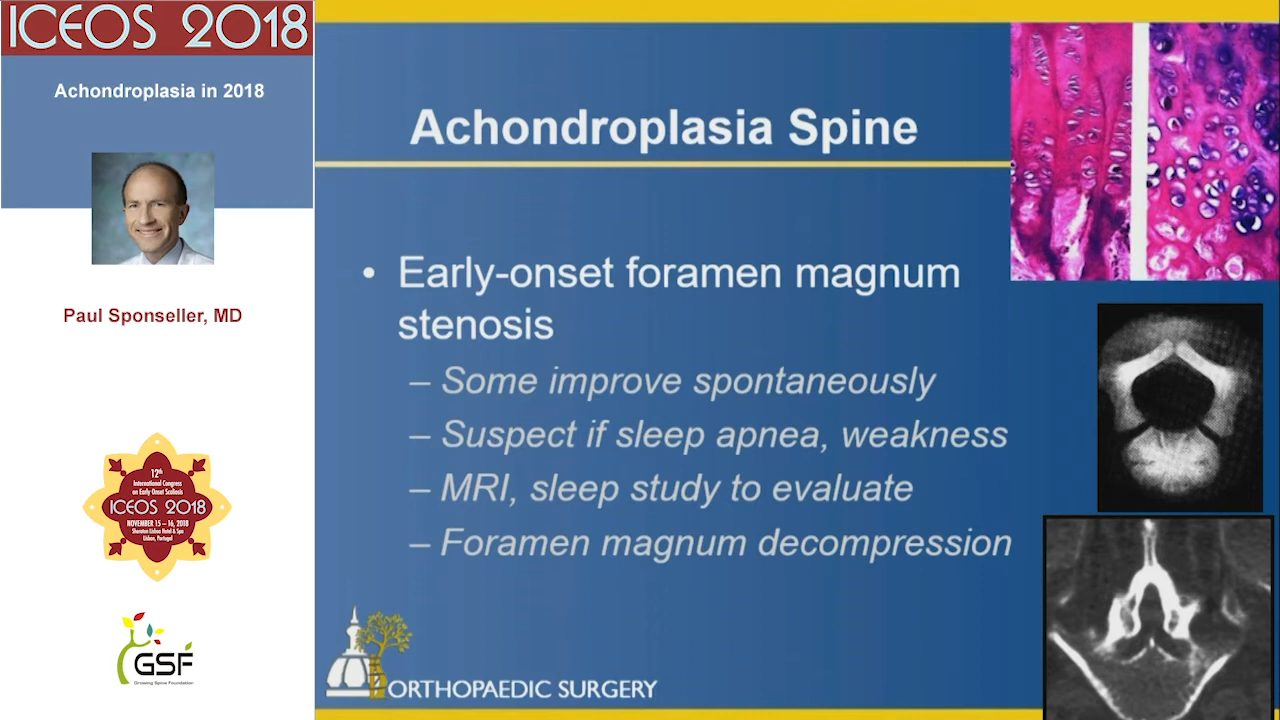 ICEOS 2018
Achondroplasia in 2018
Paul Sponseller, MD
12th
International Congress
on Early Onset Scoliosis
ICEOS 2018
NOVEMBER 15 – 16, 2018
Sheraton Lisboa Hotel & Spa
Lisbon, Portugal
GSF
Growing Spine Foundation
Achondroplasia Spine
• Early-onset foramen magnum
stenosis
– Some improve spontaneously
– Suspect if sleep apnea, weakness
– MRI, sleep study to evaluate
– Foramen magnum decompression
ORTHOPAEDIC SURGERY